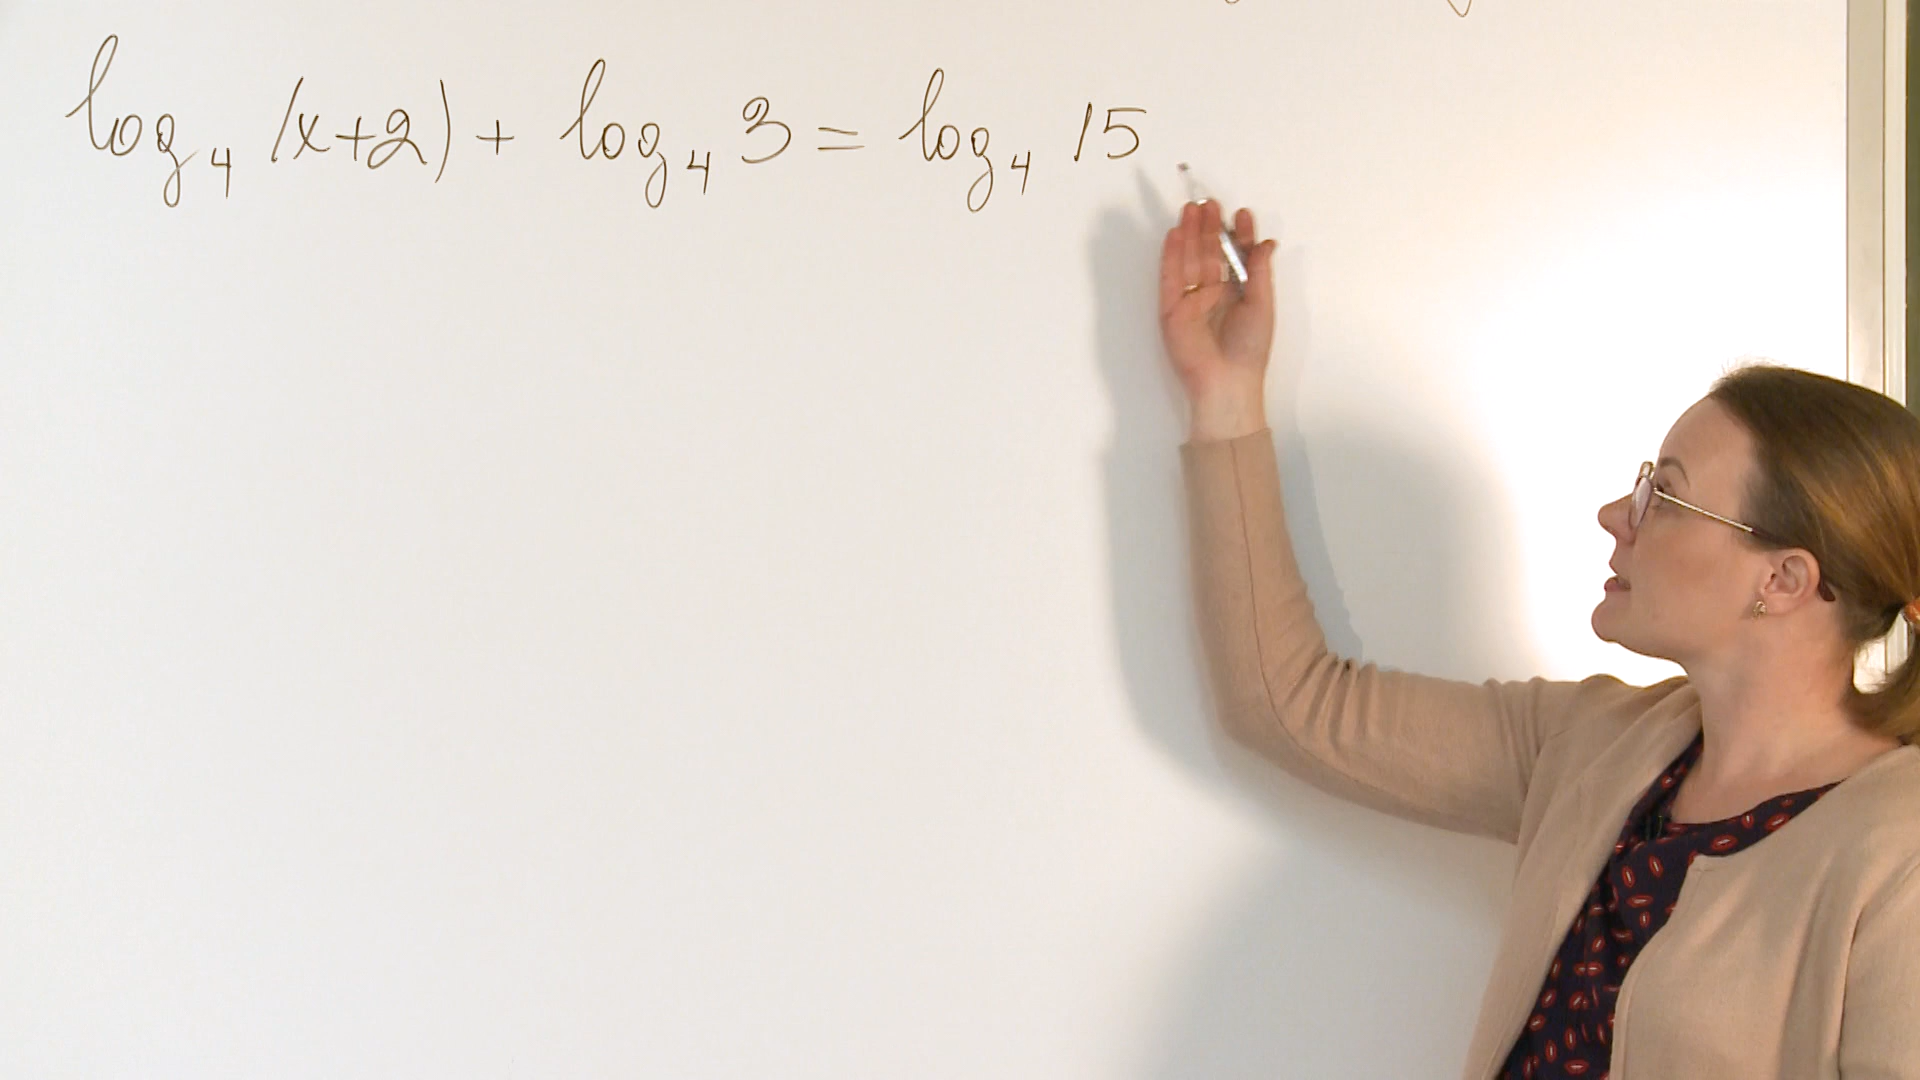 log₄ (x+2) + log₄ 3 = log₄ 15